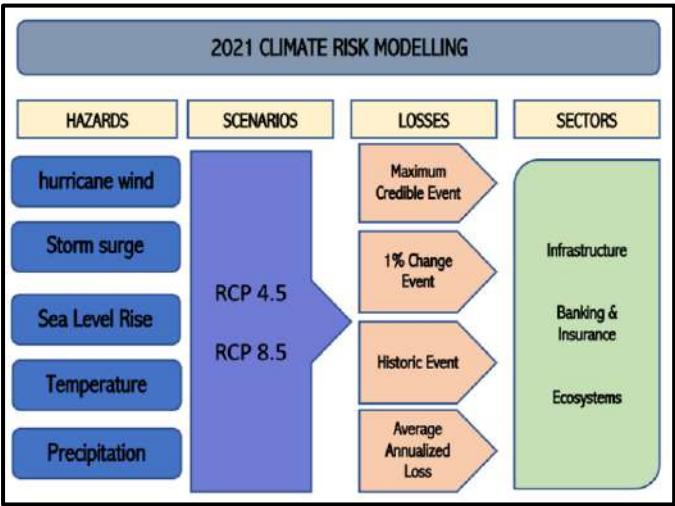 2021 CLIMATE RISK MODELLING
HAZARDS
SCENARIOS
LOSSES
SECTORS
hurricane wind
Storm surge
Sea Level Rise
Temperature
Precipitation
RCP 4.5
RCP 8.5
Maximum
Credible Event
1% Change
Event
Historic Event
Average
Annualized
Loss
Infrastructure
Banking &
Insurance
Ecosystems